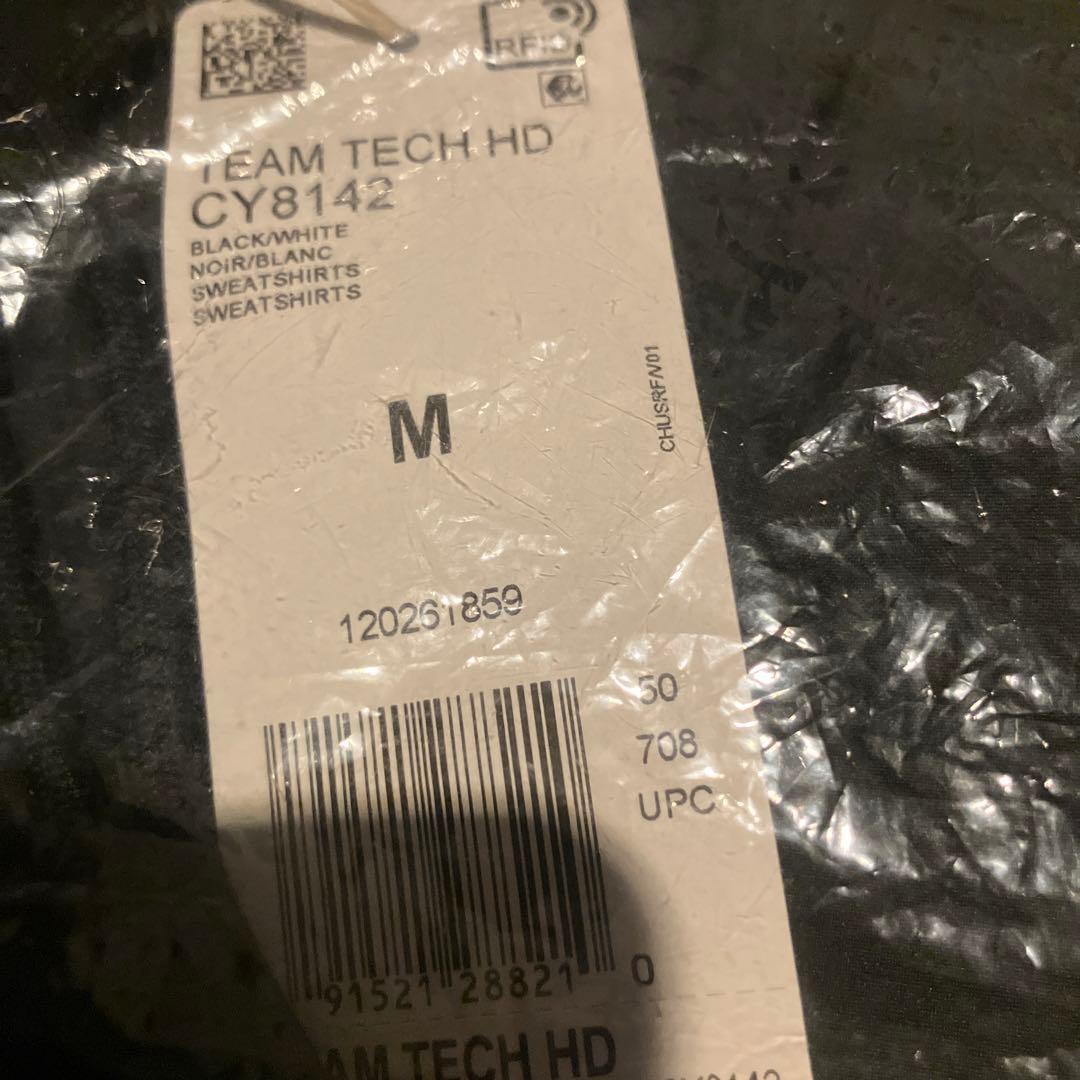 RFID
TEAM TECH HD
CY8142
BLACK/WHITE
NOIR/BLANC
SWEATSHIRTS
SWEATSHIRTS
M
CHUSRFN01
120261859
50
708
UPC
91521 28821 0
AM TECH HD